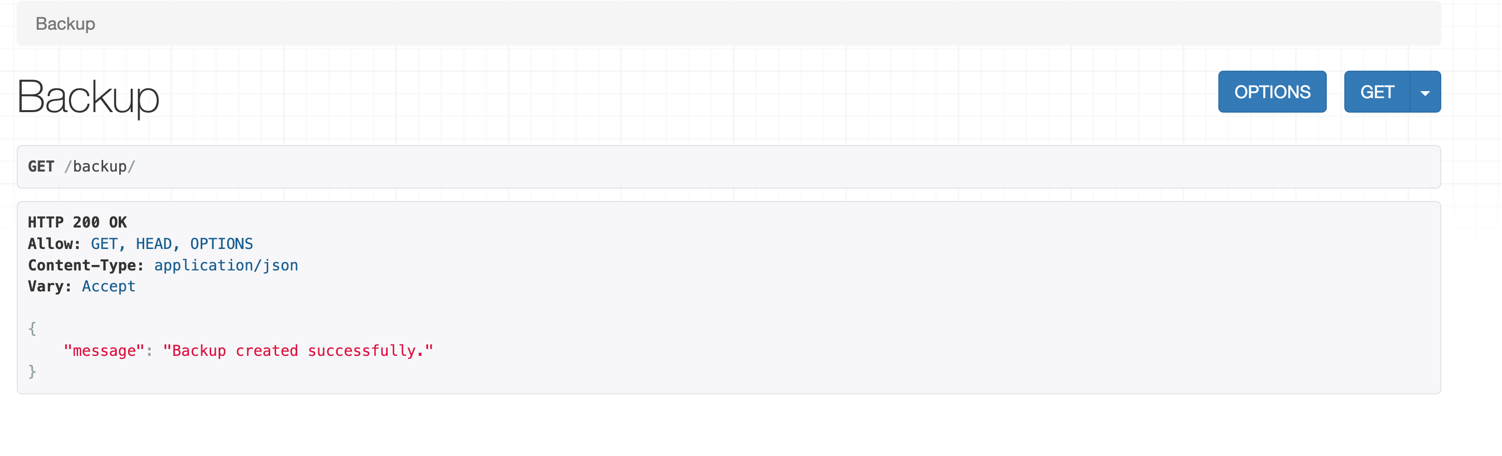 Backup
Backup
OPTIONS
GET
GET /backup/
HTTP 200 OK
Allow: GET, HEAD, OPTIONS
Content-Type: application/json
Vary: Accept
{
    "message": "Backup created successfully."
}